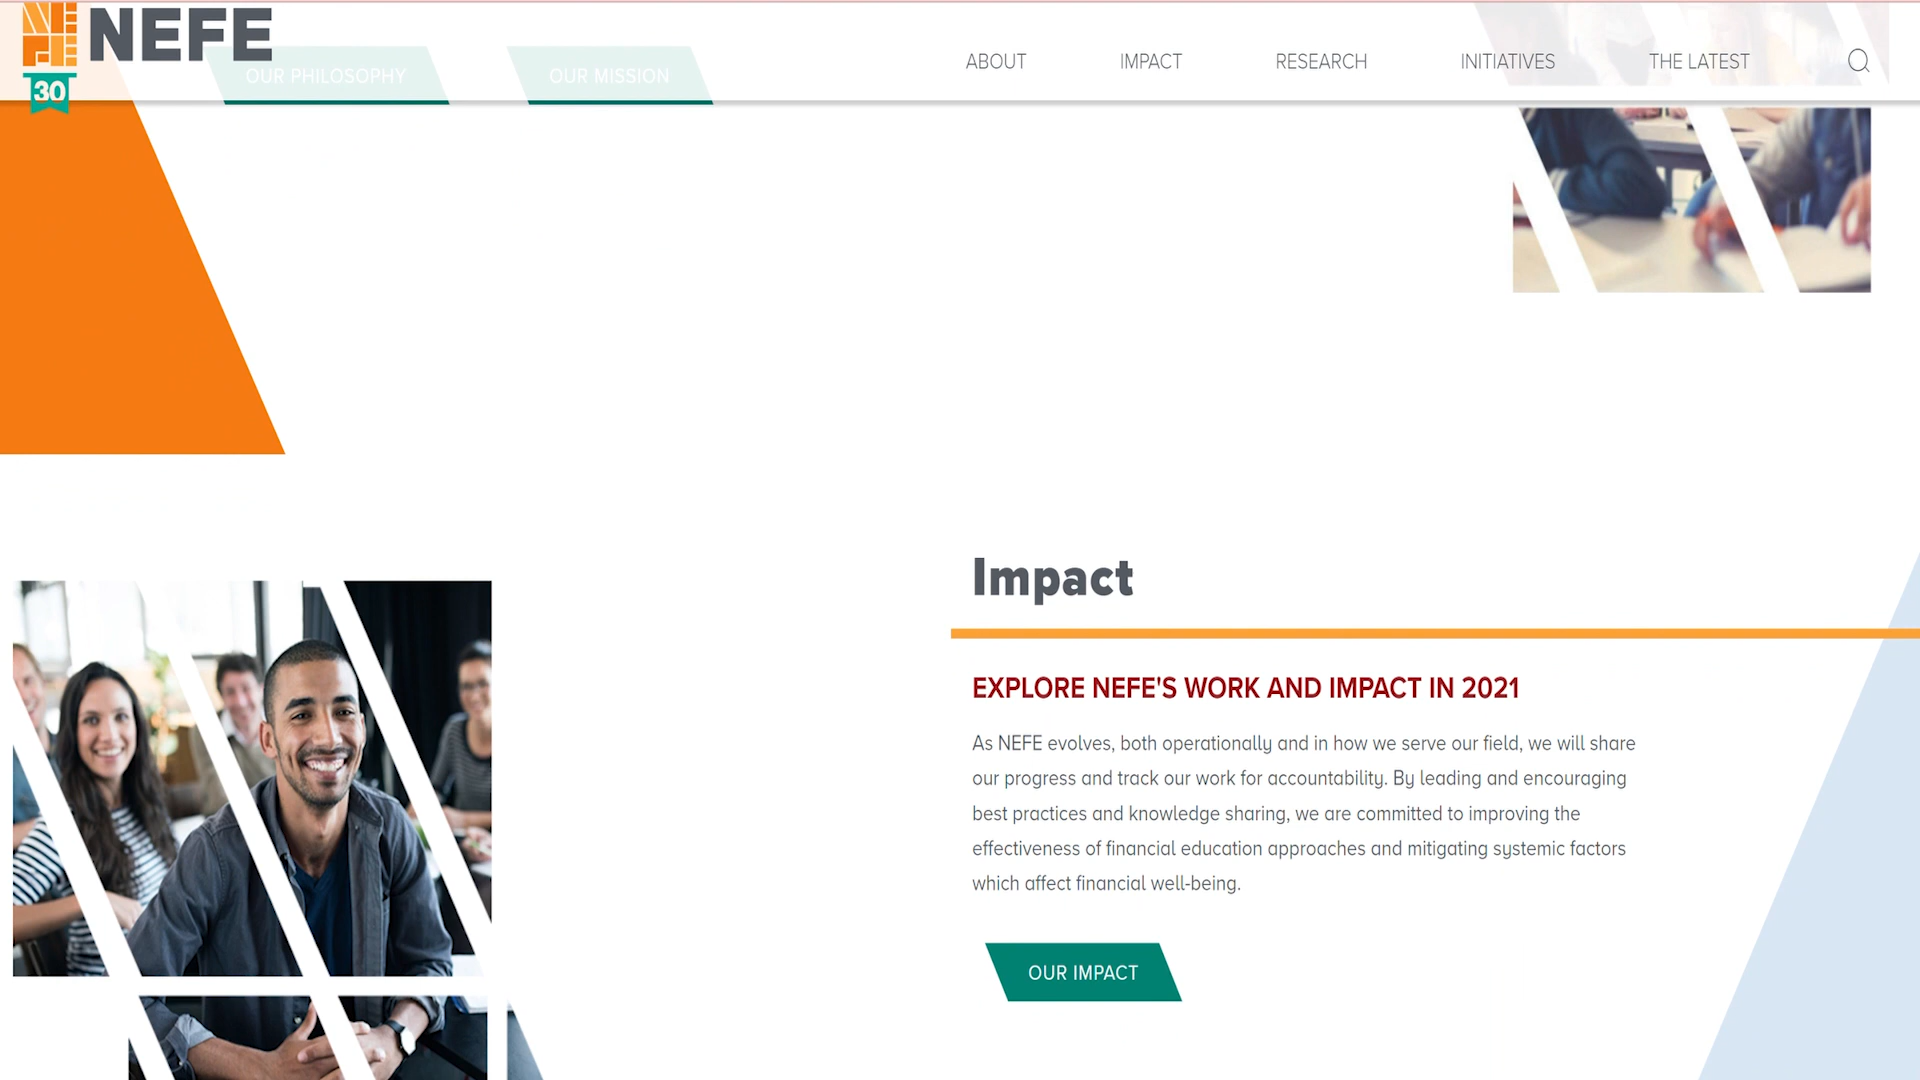 NEFE
30
OUR PHILOSOPHY
OUR MISSION
ABOUT
IMPACT
RESEARCH
INITIATIVES
THE LATEST
Impact
EXPLORE NEFE'S WORK AND IMPACT IN 2021
As NEFE evolves, both operationally and in how we serve our field, we will share
our progress and track our work for accountability. By leading and encouraging
best practices and knowledge sharing, we are committed to improving the
effectiveness of financial education approaches and mitigating systemic factors
which affect financial well-being.
OUR IMPACT